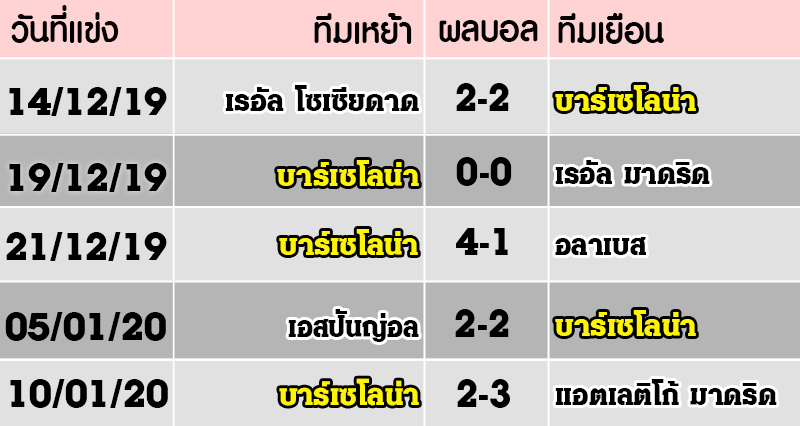 วันที่แข่ง ทีมเหย้า ผลบอล ทีมเยือน
14/12/19 เรอัล โซเซียดาด 2-2 บาร์เซโลน่า
19/12/19 บาร์เซโลน่า 0-0 เรอัล มาดริด
21/12/19 บาร์เซโลน่า 4-1 อลาเบส
05/01/20 เอสปันญ่อล 2-2 บาร์เซโลน่า
10/01/20 บาร์เซโลน่า 2-3 แอตเลติโก้ มาดริด